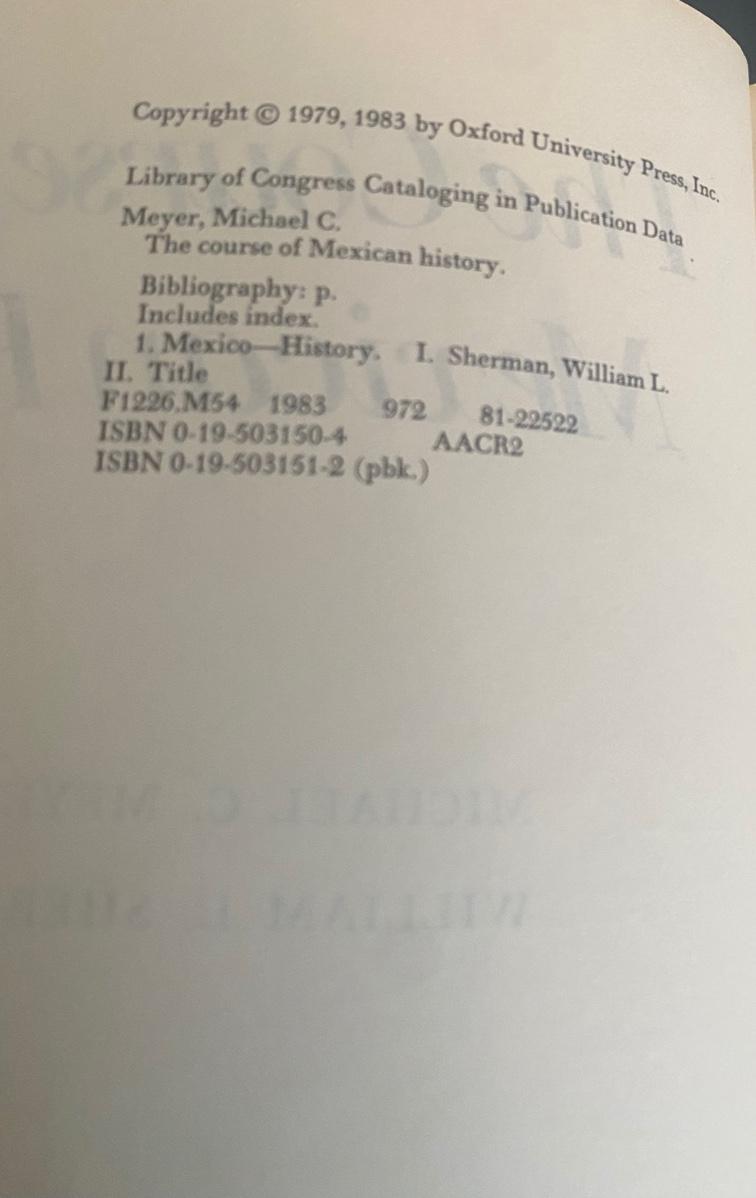 Copyright © 1979, 1983 by Oxford University Press, Inc.
Library of Congress Cataloging in Publication Data
Meyer, Michael C.
The course of Mexican history.
Bibliography: p.
Includes index.
1. Mexico—History. I. Sherman, William L.
II. Title
F1226.M54 1983 972 81-22522
ISBN 0-19-503150-4 AACR2
ISBN 0-19-503151-2 (pbk.)